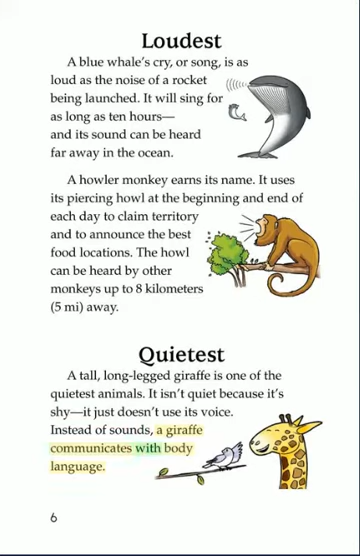 Loudest
A blue whale's cry, or song, is as
loud as the noise of a rocket
being launched. It will sing for
as long as ten hours—
and its sound can be heard
far away in the ocean.
A howler monkey earns its name. It uses
its piercing howl at the beginning and end of
each day to claim territory
and to announce the best
food locations. The howl
can be heard by other
monkeys up to 8 kilometers
(5 mi) away.
Quietest
A tall, long-legged giraffe is one of the
quietest animals. It isn't quiet because it's
shy—it just doesn't use its voice.
Instead of sounds, a giraffe
communicates with body
language.
6